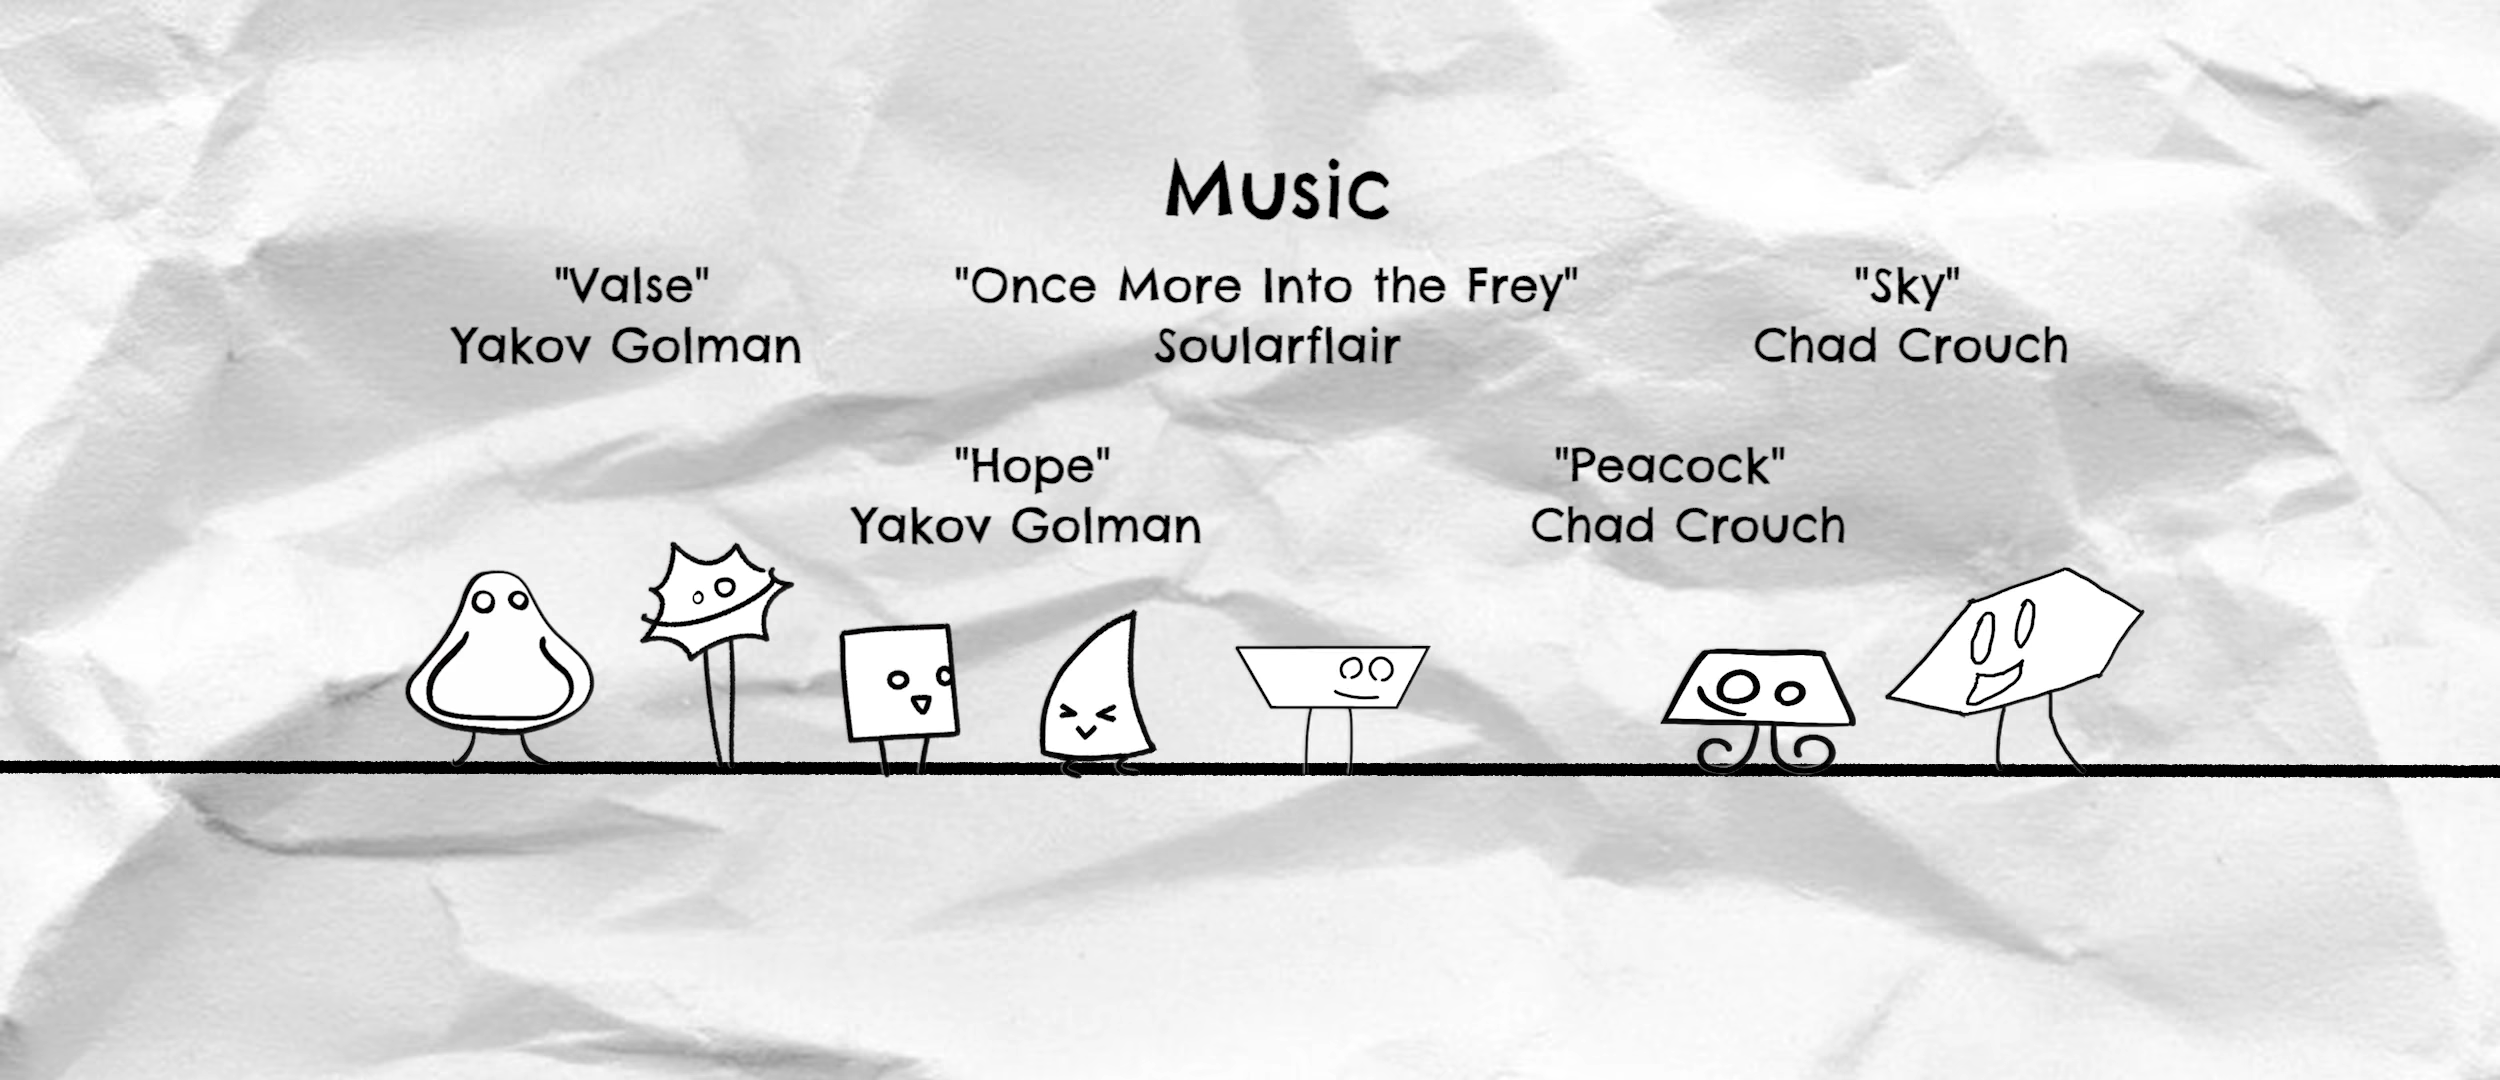 Music
"Valse"
Yakov Golman
"Once More Into the Frey"
Soularflair
"Sky"
Chad Crouch
"Hope"
Yakov Golman
"Peacock"
Chad Crouch